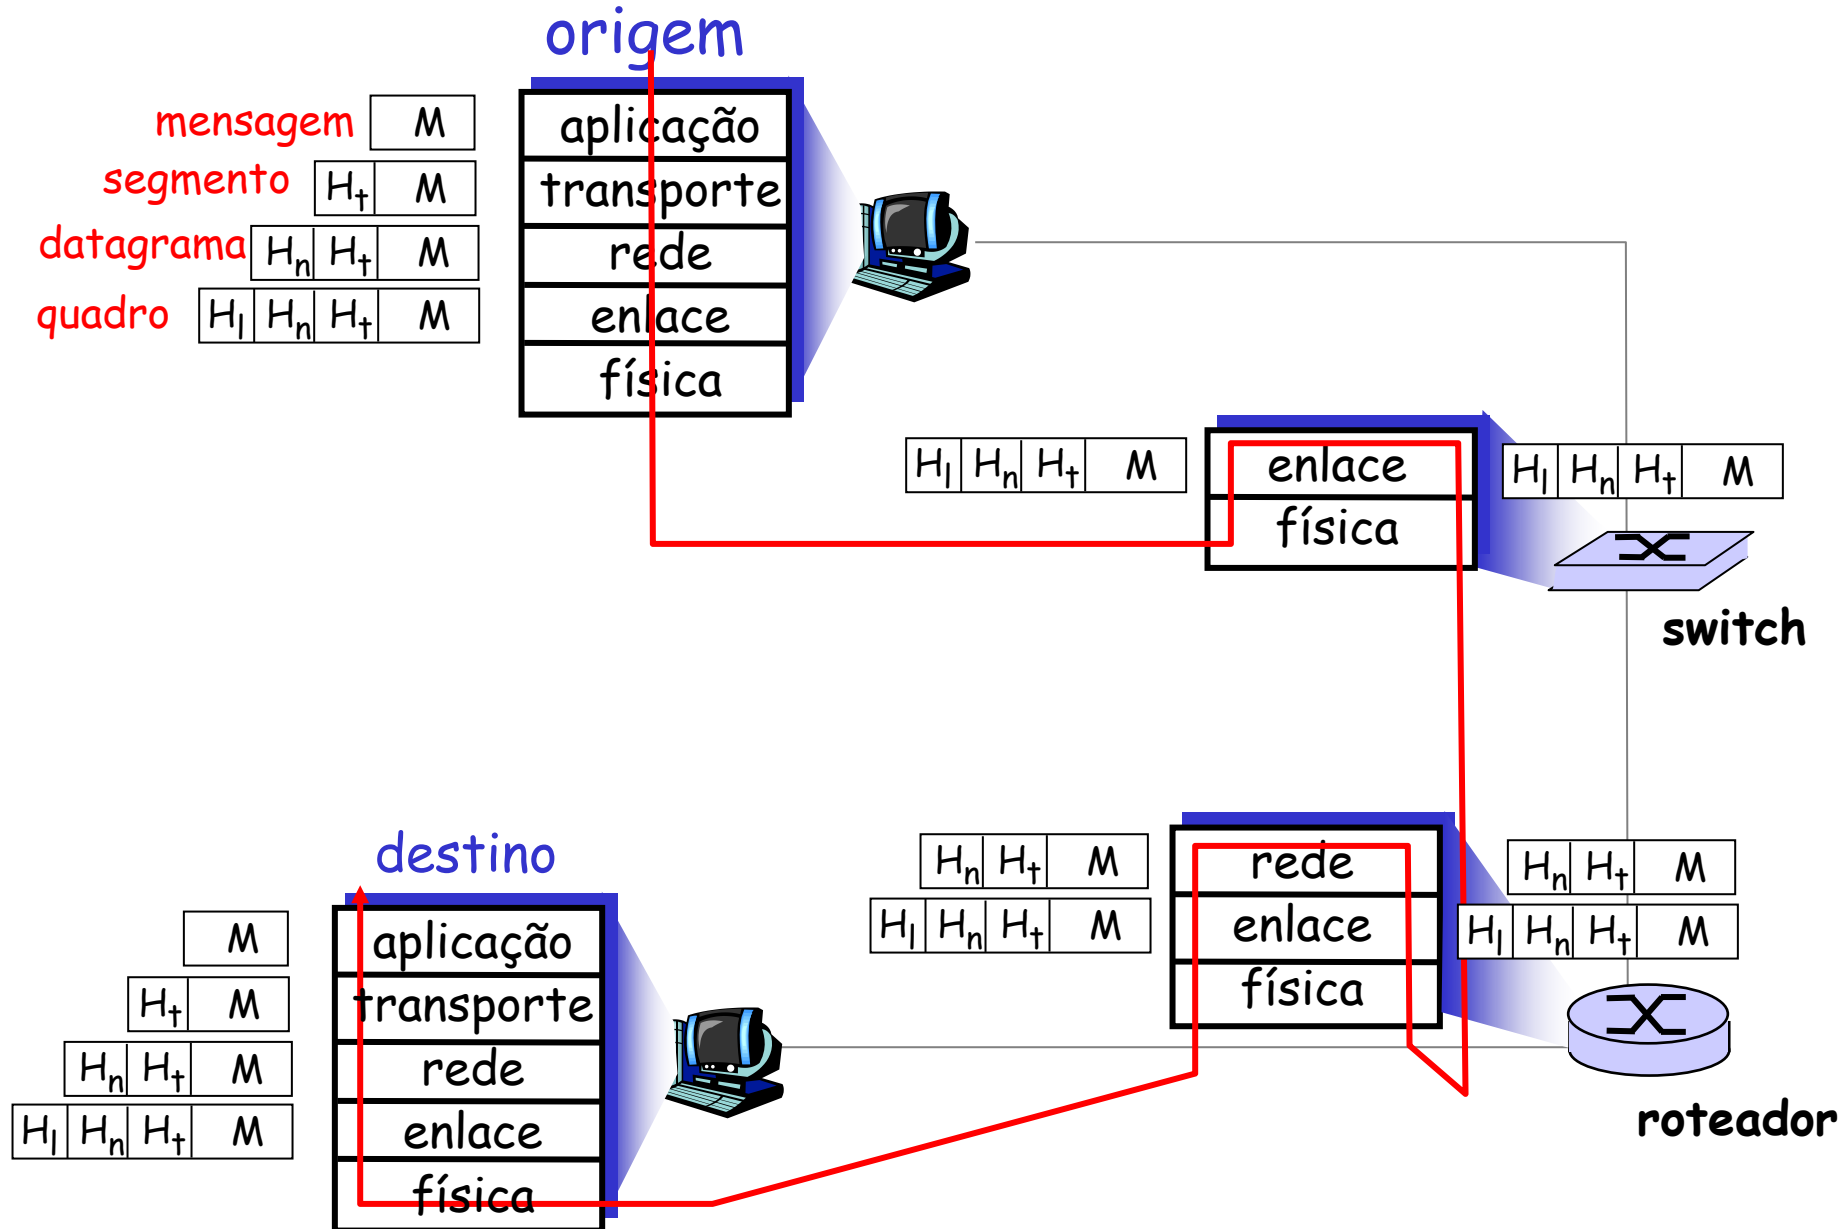 origem
mensagem M aplicação
segmento Ht M transporte
datagrama Hn Ht M rede
quadro Hl Hn Ht M enlace
física
Hl Hn Ht M enlace Hl Hn Ht M
física
switch
destino
Hn Ht M rede Hn Ht M
Hl Hn Ht M enlace Hl Hn Ht M
física
roteador
M aplicação
Ht M transporte
Hn Ht M rede
Hl Hn Ht M enlace
física